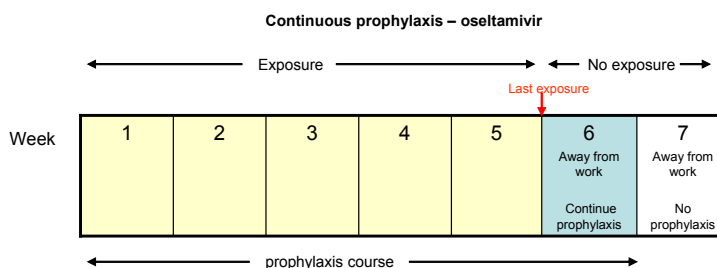 Continuous prophylaxis – oseltamivir
Exposure
No exposure
Last exposure
Week
1
2
3
4
5
6
7
Away from
work
Away from
work
Continue
prophylaxis
No
prophylaxis
prophylaxis course